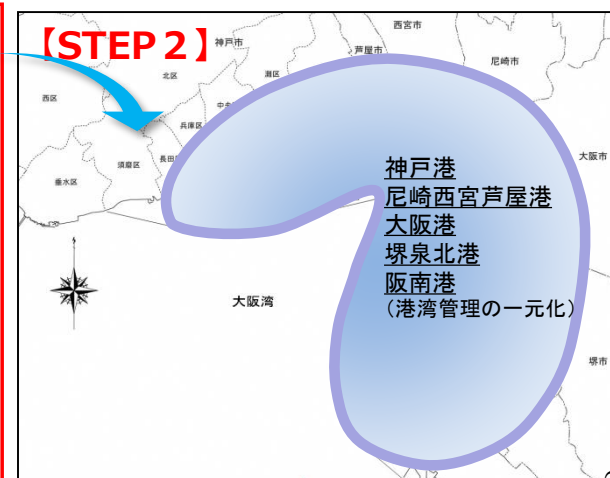 【STEP２】
西宮市
神戸市
芦屋市
尼崎市
北区
灘区
西区
中央
兵庫区
大阪市
長田
須磨区
垂水区
神戸港
尼崎西宮芦屋港
大阪港
堺泉北港
阪南港
（港湾管理の一元化）
大阪湾
堺市